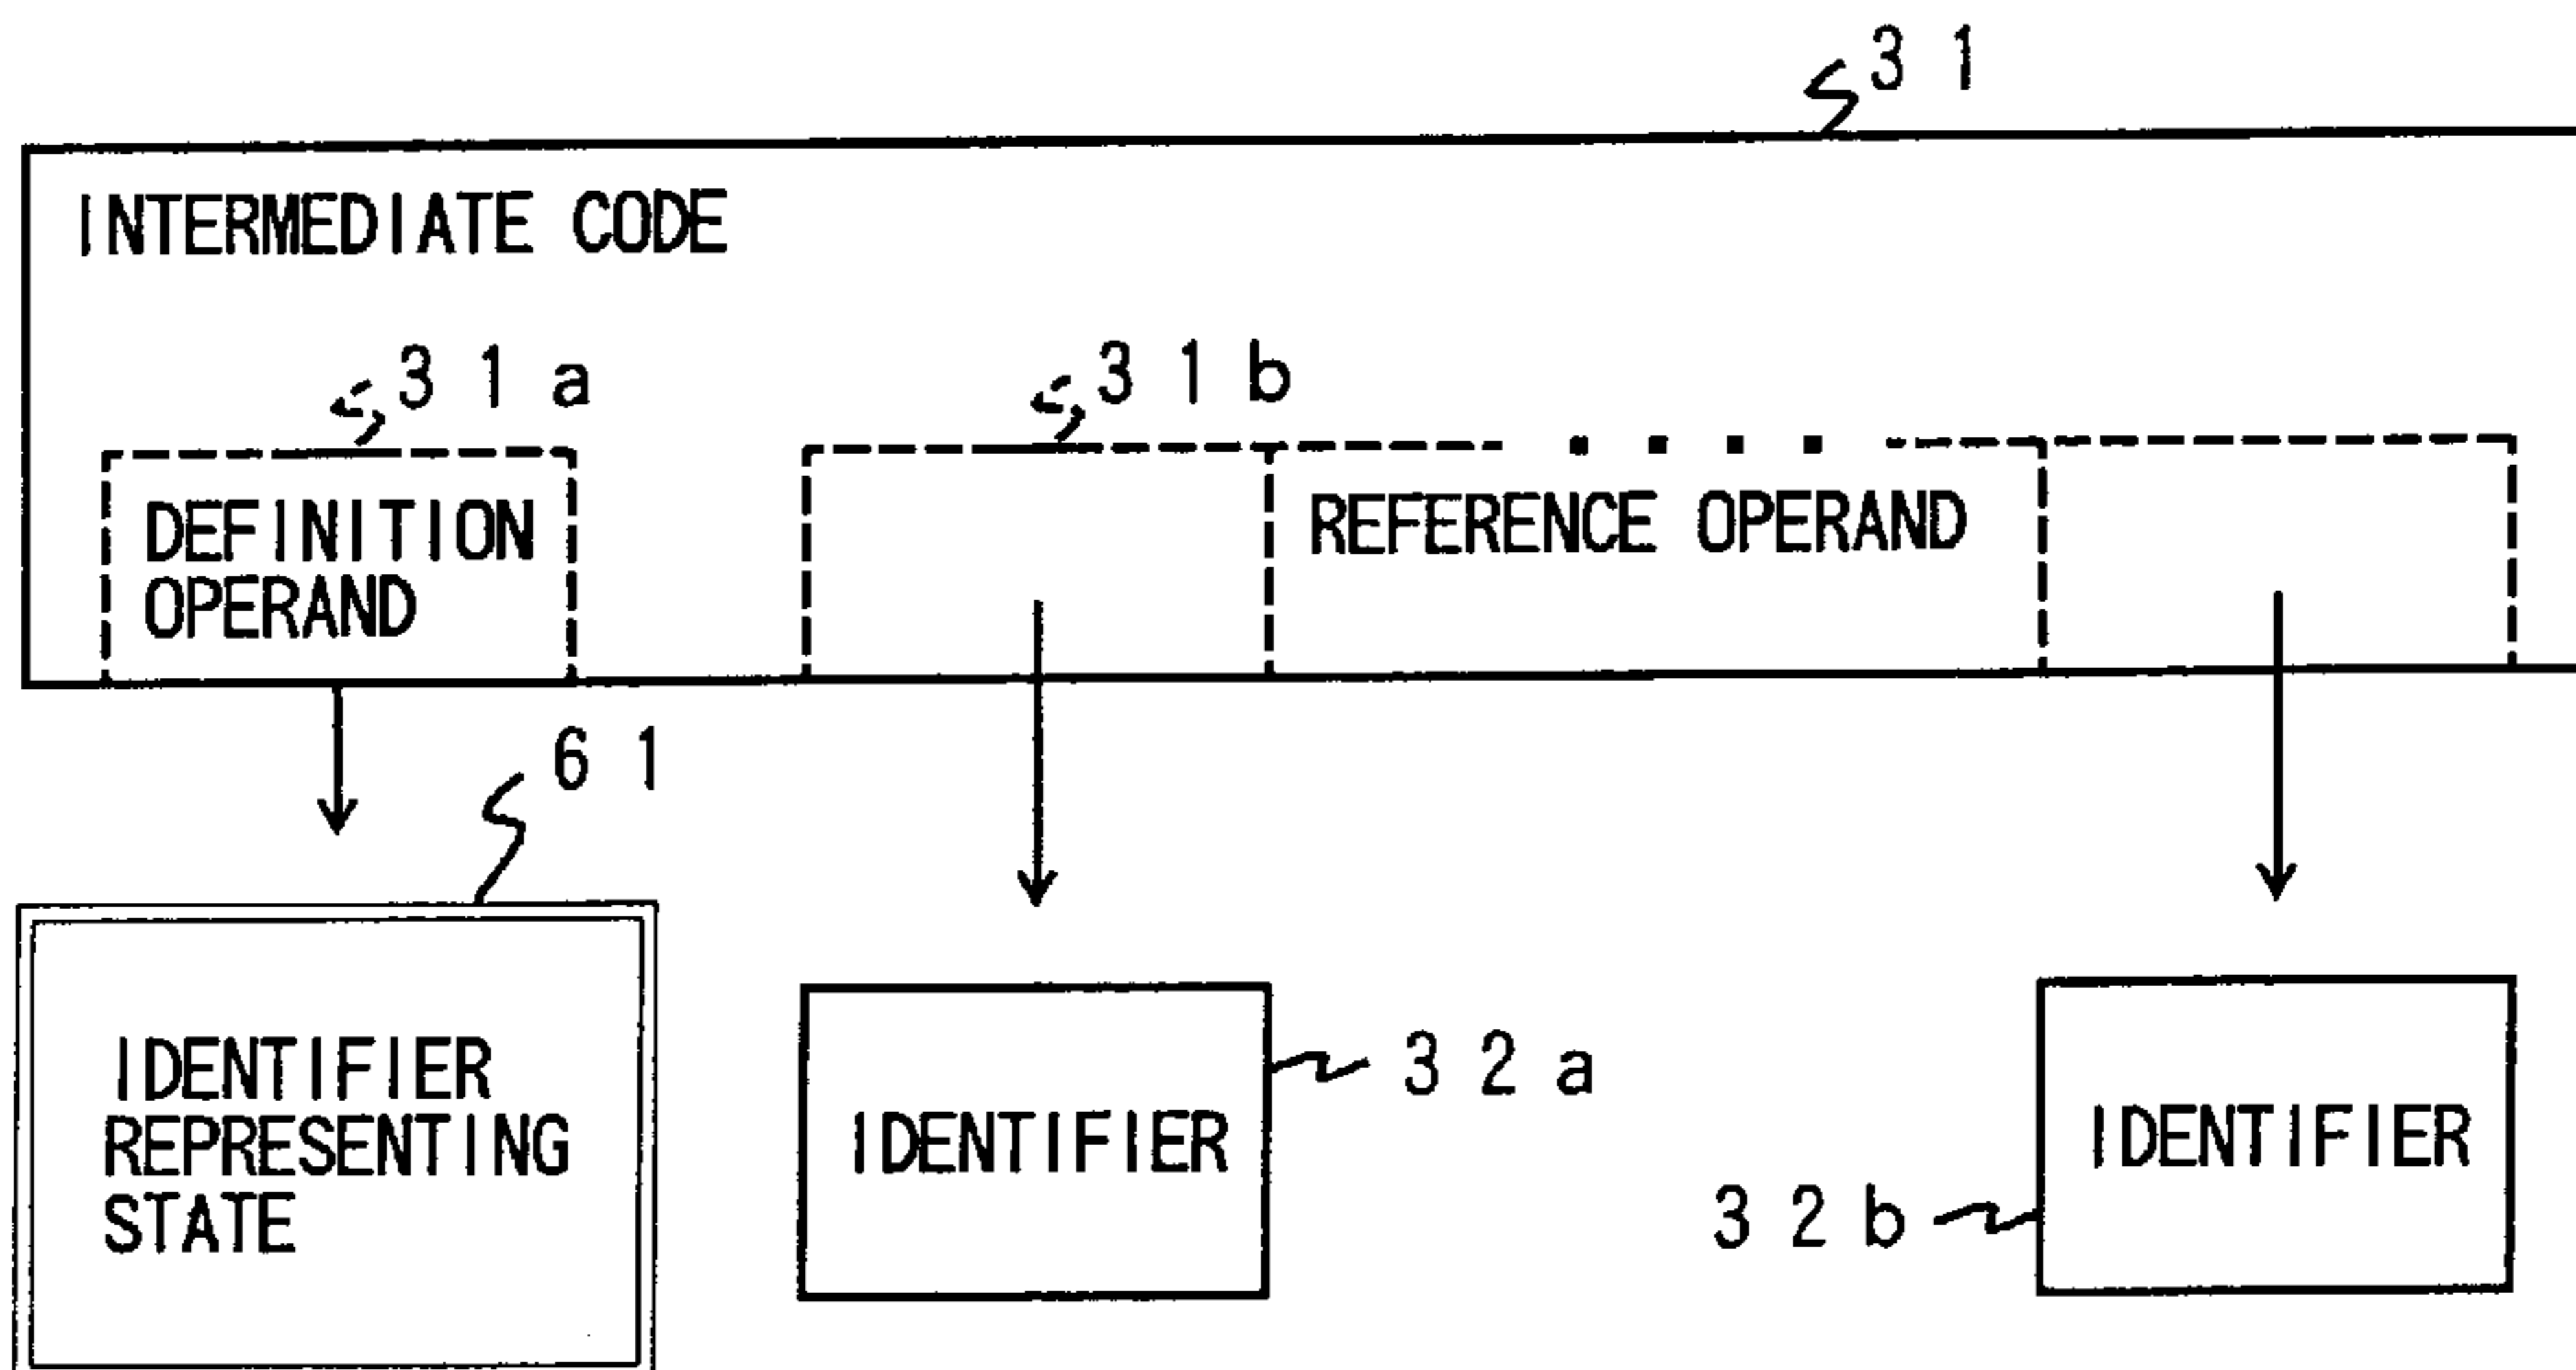 31
INTERMEDIATE CODE
31a
31b
DEFINITION
OPERAND
REFERENCE OPERAND
61
IDENTIFIER
REPRESENTING
STATE
IDENTIFIER
32a
IDENTIFIER
32b